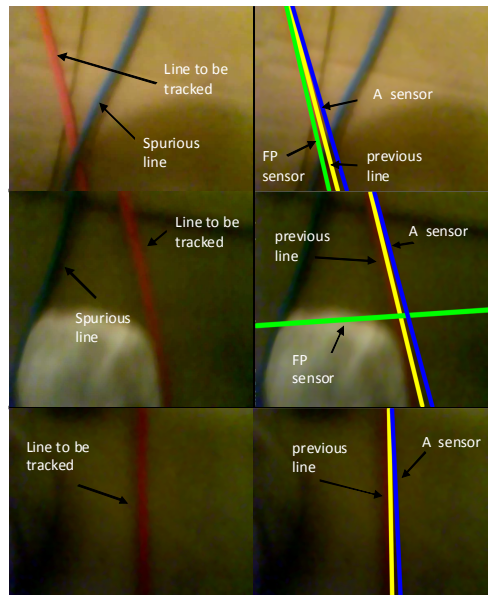 Line to be
tracked
Spurious
line
A sensor
FP
sensor
previous
line
Line to be
tracked
Spurious
line
previous
line
A sensor
FP
sensor
Line to be
tracked
previous
line
A sensor